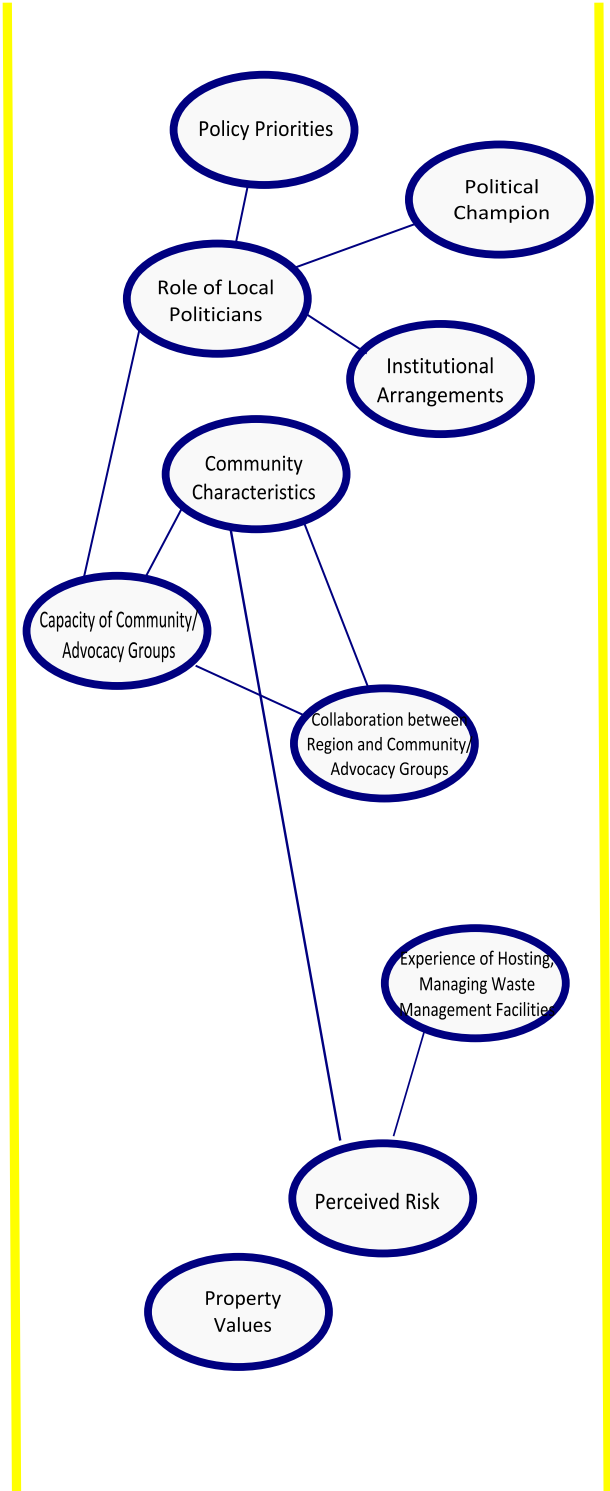 Policy Priorities
Political
Champion
Role of Local
Politicians
Institutional
Arrangements
Community
Characteristics
Capacity of Community/
Advocacy Groups
Collaboration between
Region and Community/
Advocacy Groups
Experience of Hosting,
Managing Waste
Management Facilities
Perceived Risk
Property
Values